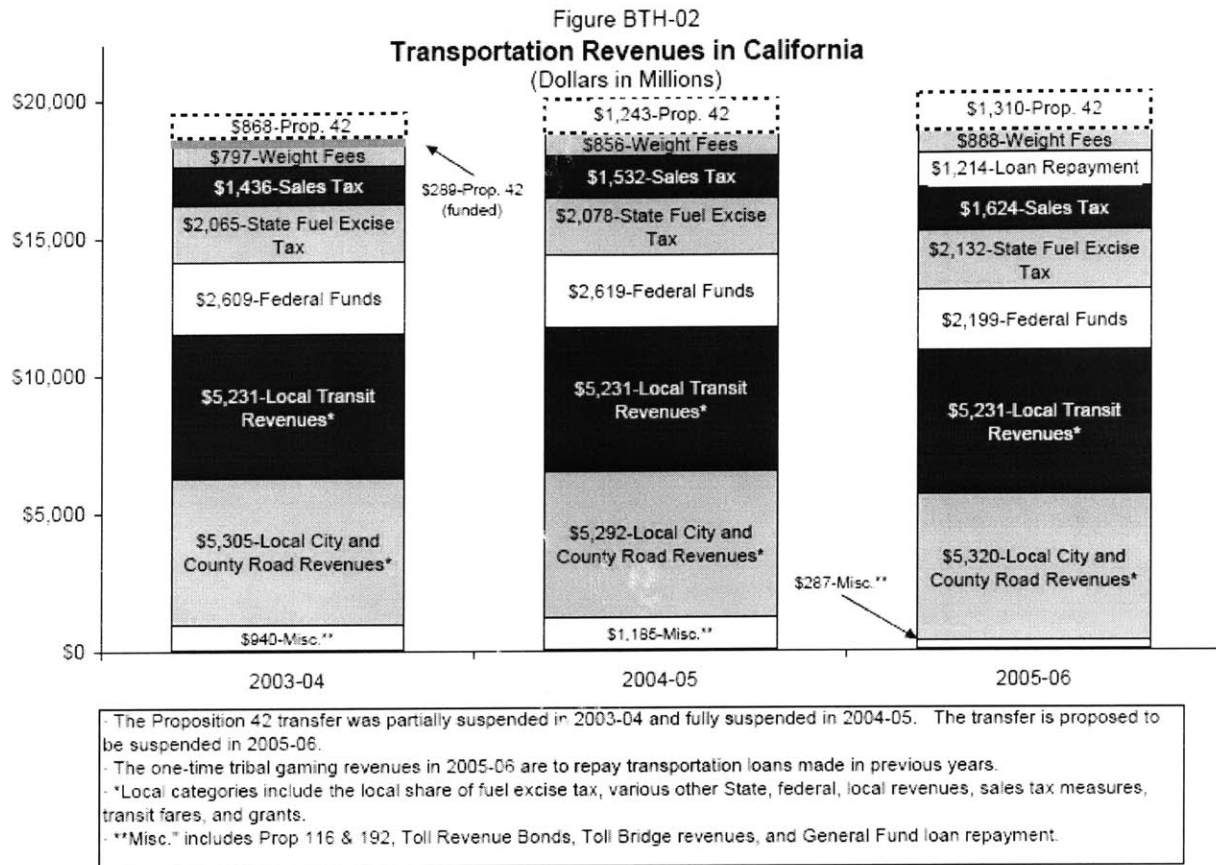 Figure BTH-02
Transportation Revenues in California
(Dollars in Millions)
$20,000
$15,000
$10,000
$5,000
$0
$868-Prop. 42
$797-Weight Fees
$1,436-Sales Tax
$2,065-State Fuel Excise
Tax
$2,609-Federal Funds
$5,231-Local Transit
Revenues*
$5,305-Local City and
County Road Revenues*
$940-Misc.**
$289-Prop. 42
(funded)
$1,243-Prop. 42
$856-Weight Fees
$1,532-Sales Tax
$2,078-State Fuel Excise
Tax
$2,619-Federal Funds
$5,231-Local Transit
Revenues*
$5,292-Local City and
County Road Revenues*
$1,185-Misc.**
$1,310-Prop. 42
$888-Weight Fees
$1,214-Loan Repayment
$1,624-Sales Tax
$2,132-State Fuel Excise
Tax
$2,199-Federal Funds
$5,231-Local Transit
Revenues*
$5,320-Local City and
County Road Revenues*
$287-Misc.**
2003-04
2004-05
2005-06
· The Proposition 42 transfer was partially suspended in 2003-04 and fully suspended in 2004-05. The transfer is proposed to
be suspended in 2005-06.
· The one-time tribal gaming revenues in 2005-06 are to repay transportation loans made in previous years.
· *Local categories include the local share of fuel excise tax, various other State, federal, local revenues, sales tax measures,
transit fares, and grants.
· **Misc." includes Prop 116 & 192, Toll Revenue Bonds, Toll Bridge revenues, and General Fund loan repayment.